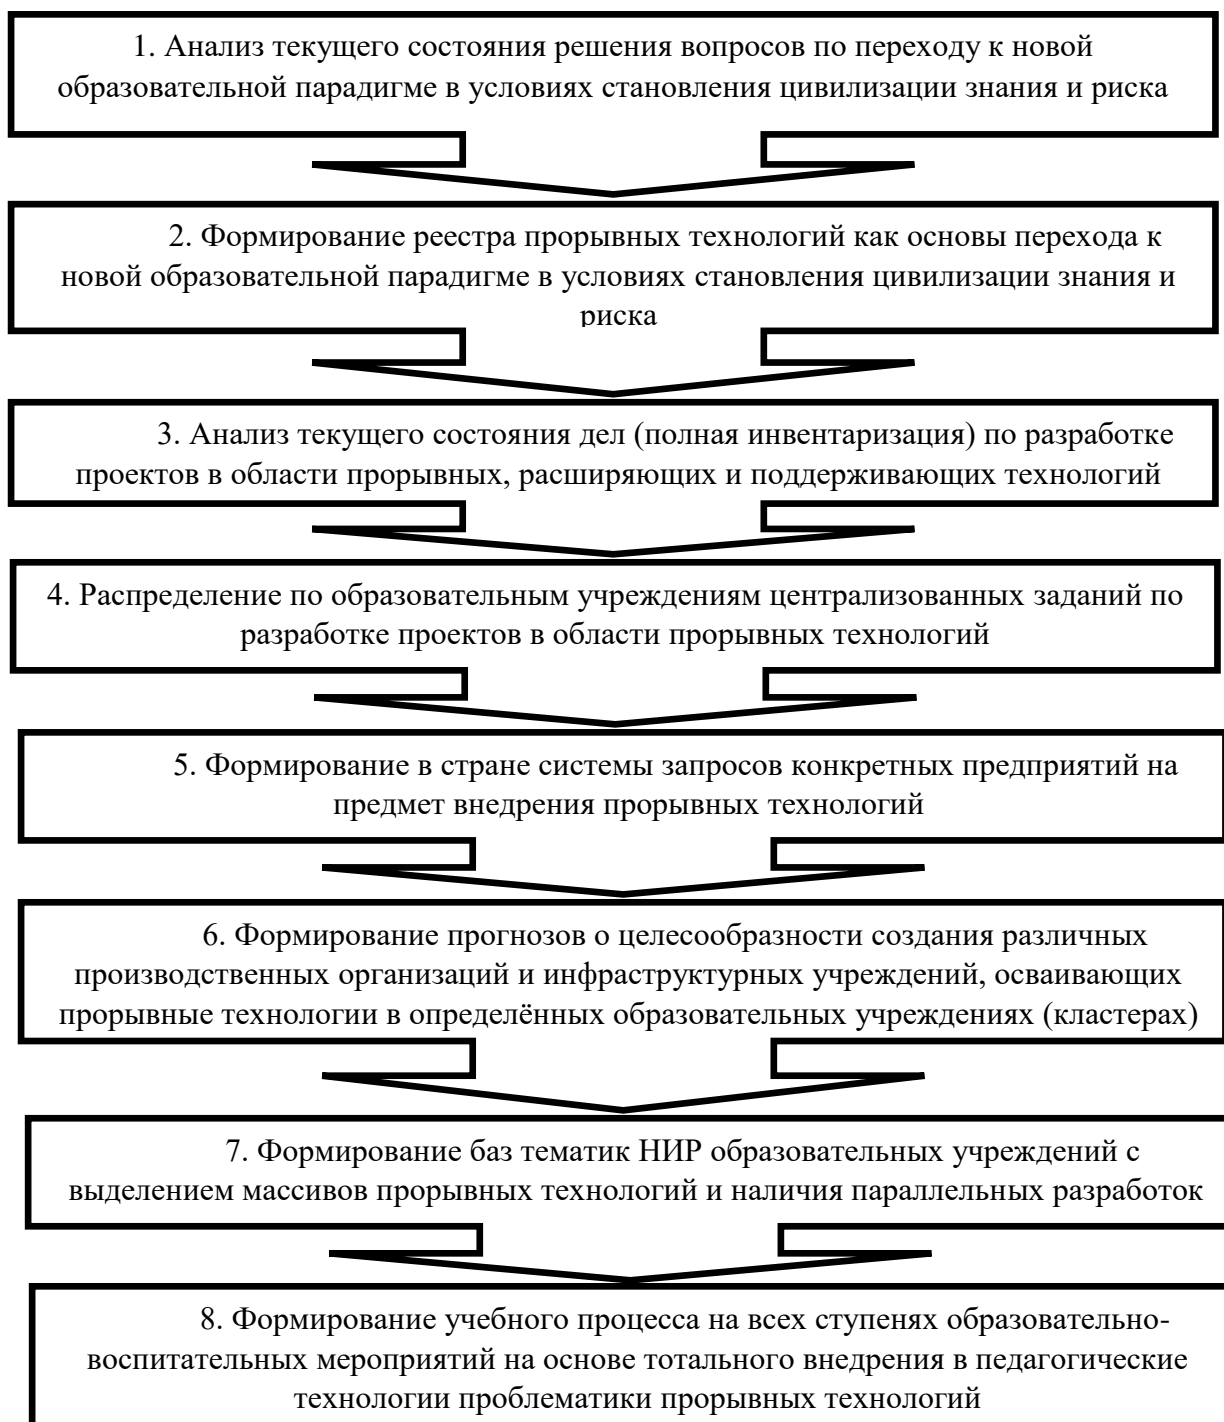 1. Анализ текущего состояния решения вопросов по переходу к новой
образовательной парадигме в условиях становления цивилизации знания и риска
2. Формирование реестра прорывных технологий как основы перехода к
новой образовательной парадигме в условиях становления цивилизации знания и
риска
3. Анализ текущего состояния дел (полная инвентаризация) по разработке
проектов в области прорывных, расширяющих и поддерживающих технологий
4. Распределение по образовательным учреждениям централизованных заданий по
разработке проектов в области прорывных технологий
5. Формирование в стране системы запросов конкретных предприятий на
предмет внедрения прорывных технологий
6. Формирование прогнозов о целесообразности создания различных
производственных организаций и инфраструктурных учреждений, осваивающих
прорывные технологии в определённых образовательных учреждениях (кластерах)
7. Формирование баз тематик НИР образовательных учреждений с
выделением массивов прорывных технологий и наличия параллельных разработок
8. Формирование учебного процесса на всех ступенях образовательно-
воспитательных мероприятий на основе тотального внедрения в педагогические
технологии проблематики прорывных технологий